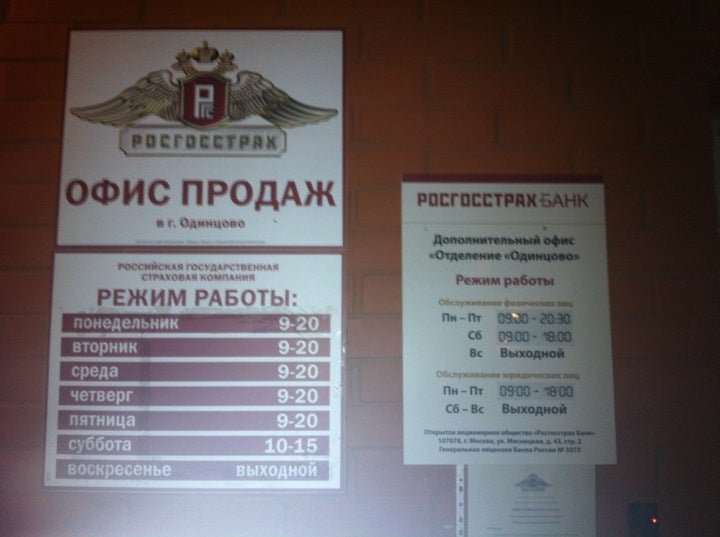 РГС
РОСГОССТРАХ
ОФИС ПРОДАЖ
в г. Одинцово
РОССИЙСКАЯ ГОСУДАРСТВЕННАЯ
СТРАХОВАЯ КОМПАНИЯ
РЕЖИМ РАБОТЫ:
понедельник 9-20
вторник 9-20
среда 9-20
четверг 9-20
пятница 9-20
суббота 10-15
воскресенье выходной
РОСГОССТРАХ БАНК
Дополнительный офис
«Отделение «Одинцово»
Режим работы
Обслуживание физических лиц
Пн – Пт 09:00 - 20:30
Сб 09:00 - 18:00
Вс Выходной
Обслуживание юридических лиц
Пн – Пт 09:00 - 18:00
Сб – Вс Выходной
Открытое акционерное общество «Росгосстрах Банк»
107078, г. Москва, ул. Мясницкая, д. 43, стр. 2
Генеральная лицензия Банка России № 3073